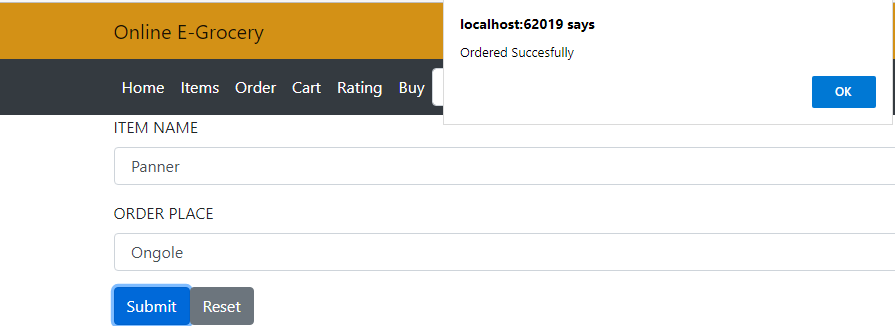 Online E-Grocery
localhost:62019 says
Ordered Succesfully
OK
Home Items Order Cart Rating Buy
ITEM NAME
Panner
ORDER PLACE
Ongole
Submit Reset